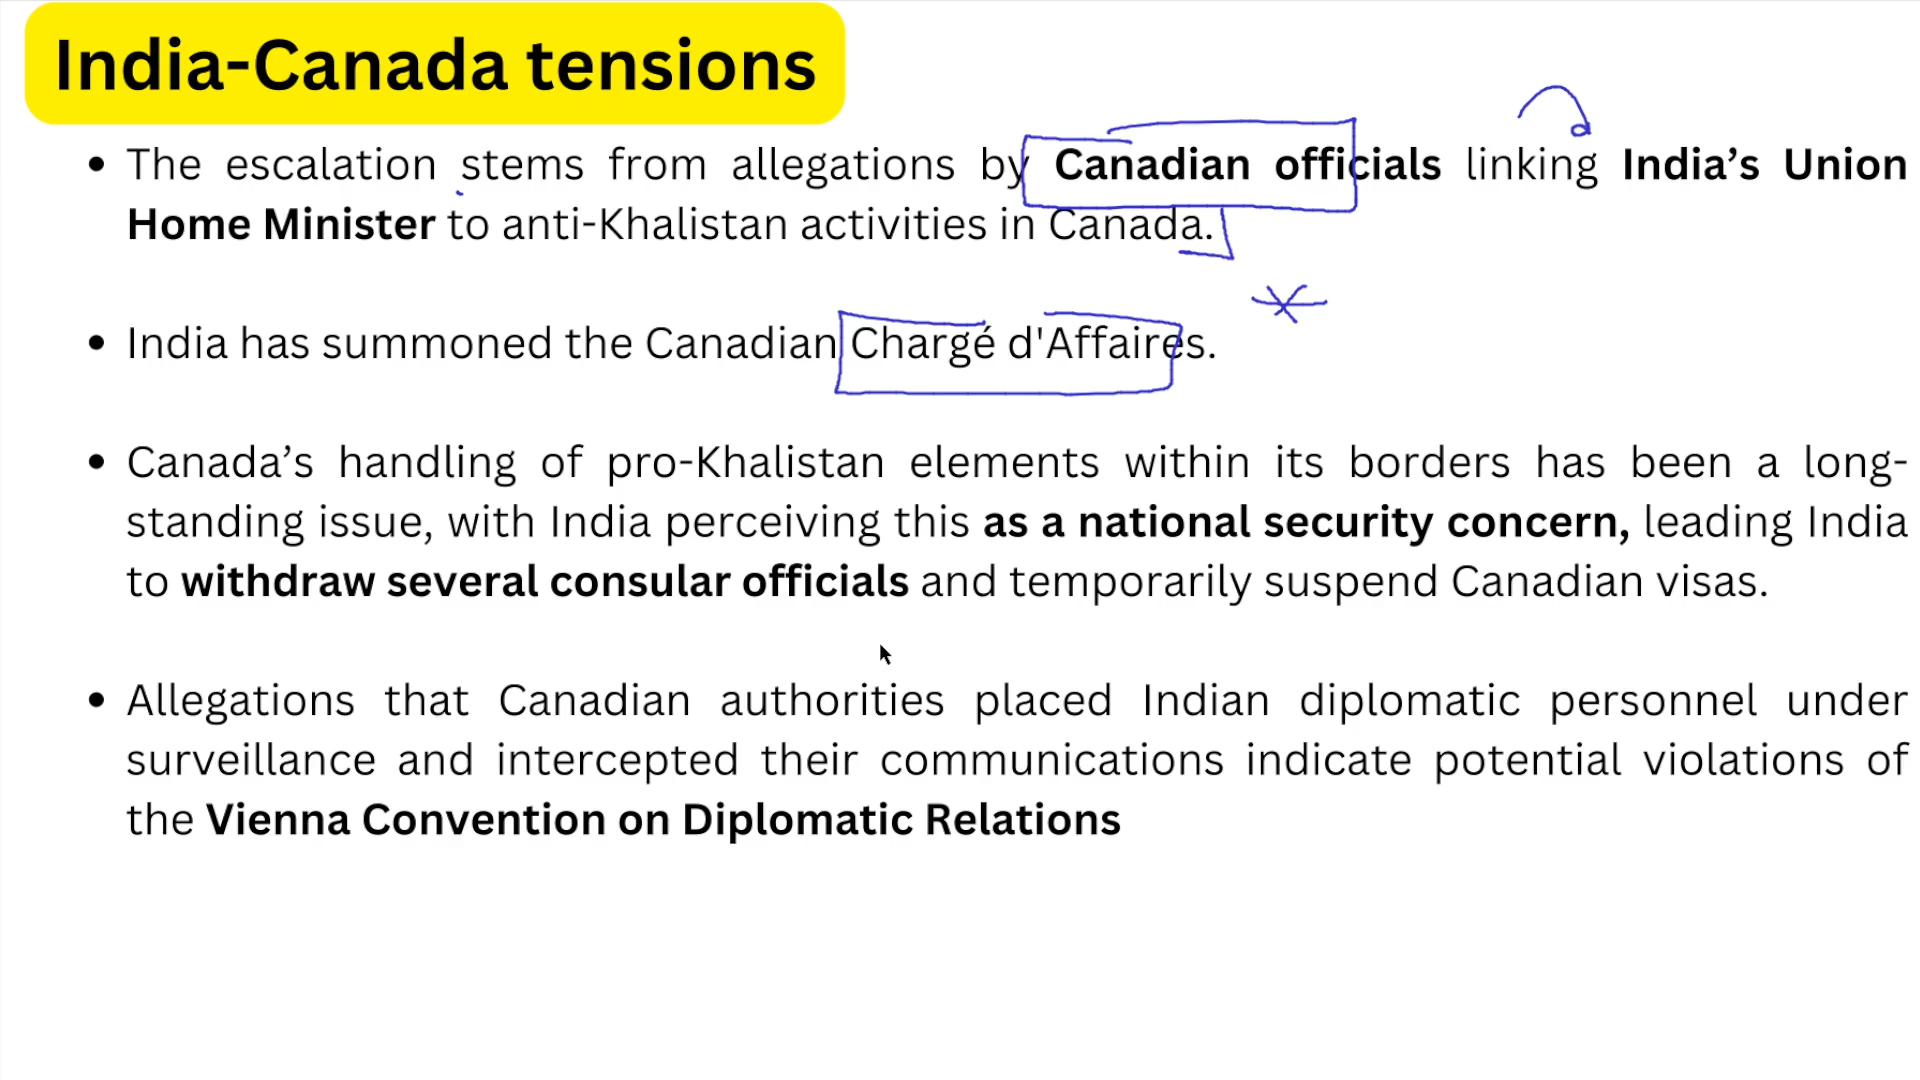 India-Canada tensions
• The escalation stems from allegations by Canadian officials linking India’s Union
Home Minister to anti-Khalistan activities in Canada.
• India has summoned the Canadian Chargé d'Affaires.
• Canada’s handling of pro-Khalistan elements within its borders has been a long-
standing issue, with India perceiving this as a national security concern, leading India
to withdraw several consular officials and temporarily suspend Canadian visas.
• Allegations that Canadian authorities placed Indian diplomatic personnel under
surveillance and intercepted their communications indicate potential violations of
the Vienna Convention on Diplomatic Relations